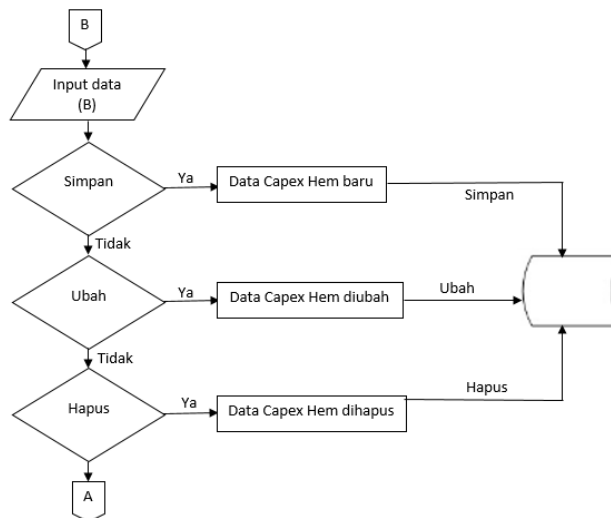 B
Input data
(B)
Simpan
Ya
Data Capex Hem baru
Simpan
Tidak
Ubah
Ya
Data Capex Hem diubah
Ubah
Tidak
Hapus
Ya
Data Capex Hem dihapus
Hapus
A